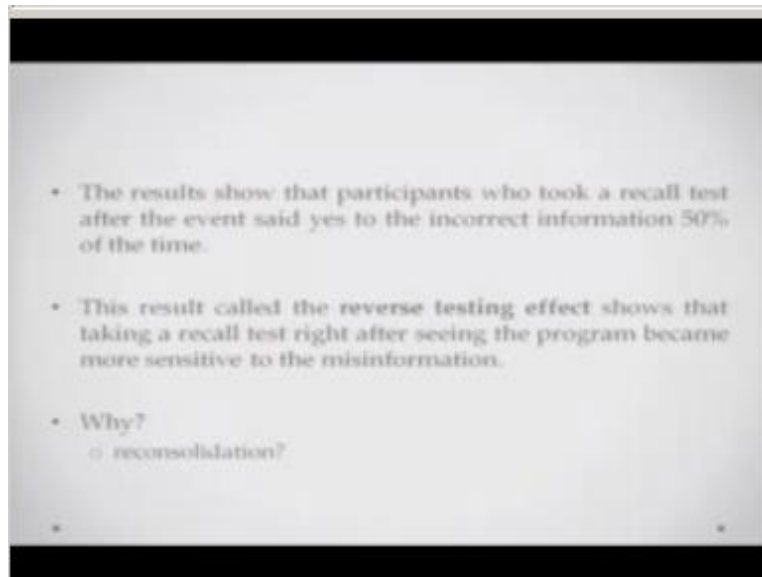 • The results show that participants who took a recall test
after the event said yes to the incorrect information 50%
of the time.
• This result called the reverse testing effect shows that
taking a recall test right after seeing the program became
more sensitive to the misinformation.
• Why?
o reconsolidation?